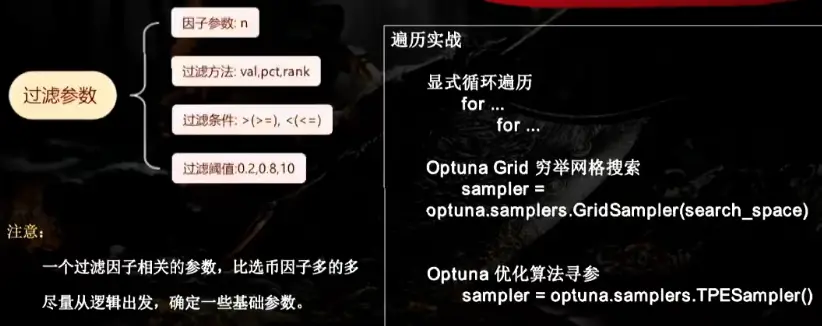 过滤参数
因子参数: n
过滤方法: val,pct,rank
过滤条件: >(>=), <(<=)
过滤阈值:0.2,0.8,10
注意:
一个过滤因子相关的参数，比选币因子多的多
尽量从逻辑出发，确定一些基础参数。
遍历实战
显式循环遍历
for ...
for ...
Optuna Grid 穷举网格搜索
sampler =
optuna.samplers.GridSampler(search_space)
Optuna 优化算法寻参
sampler = optuna.samplers.TPESampler()